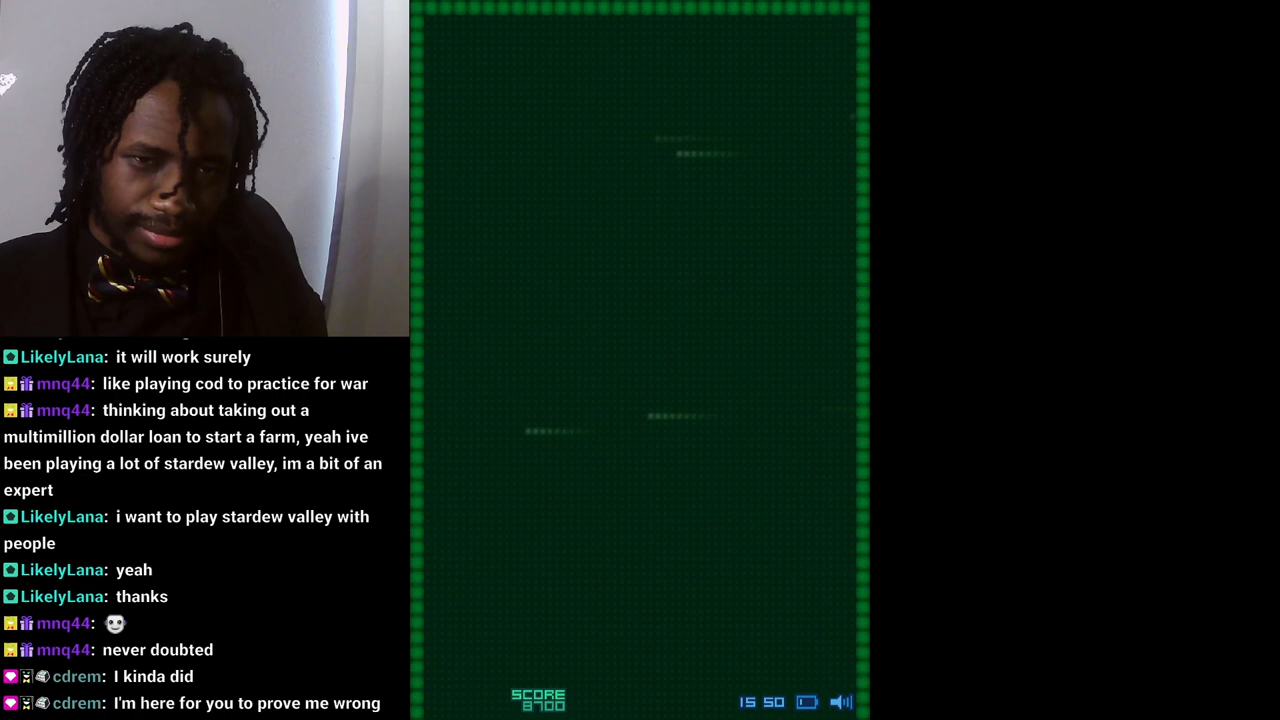 LikelyLana: it will work surely
mnq44: like playing cod to practice for war
mnq44: thinking about taking out a
multimillion dollar loan to start a farm, yeah ive
been playing a lot of stardew valley, im a bit of an
expert
LikelyLana: i want to play stardew valley with
people
LikelyLana: yeah
LikelyLana: thanks
mnq44:
mnq44: never doubted
cdrem: I kinda did
cdrem: I'm here for you to prove me wrong
SCORE
8700
15 50